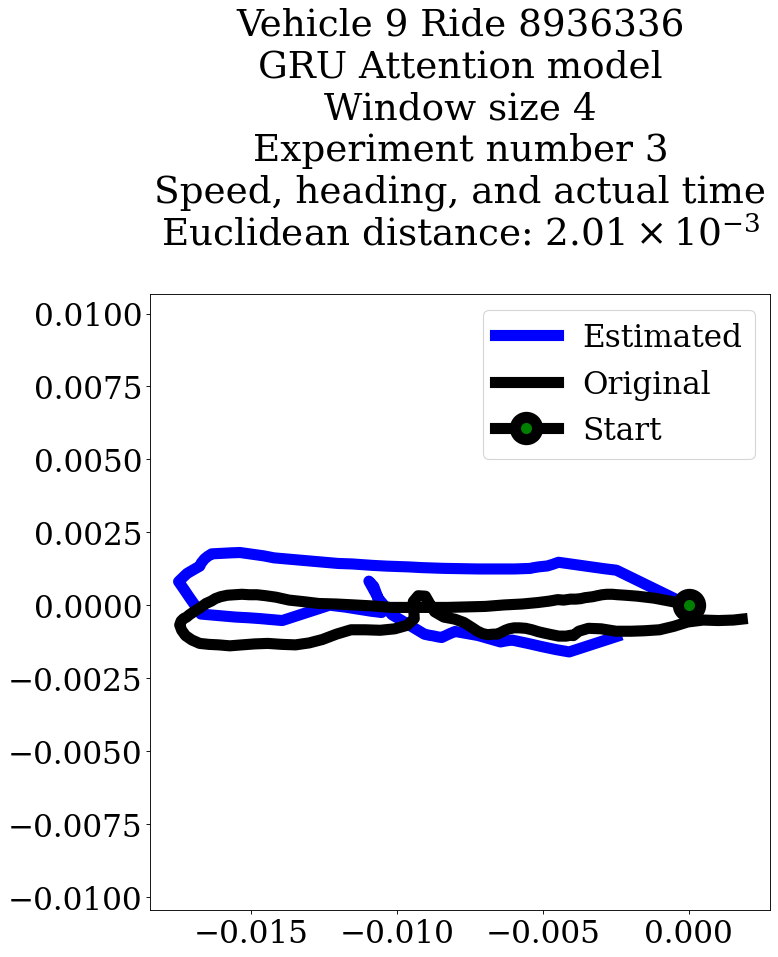 Vehicle 9 Ride 8936336
GRU Attention model
Window size 4
Experiment number 3
Speed, heading, and actual time
Euclidean distance: 2.01 × 10⁻³
Estimated
Original
Start
0.0100
0.0075
0.0050
0.0025
0.0000
−0.0025
−0.0050
−0.0075
−0.0100
−0.015 −0.010 −0.005 0.000